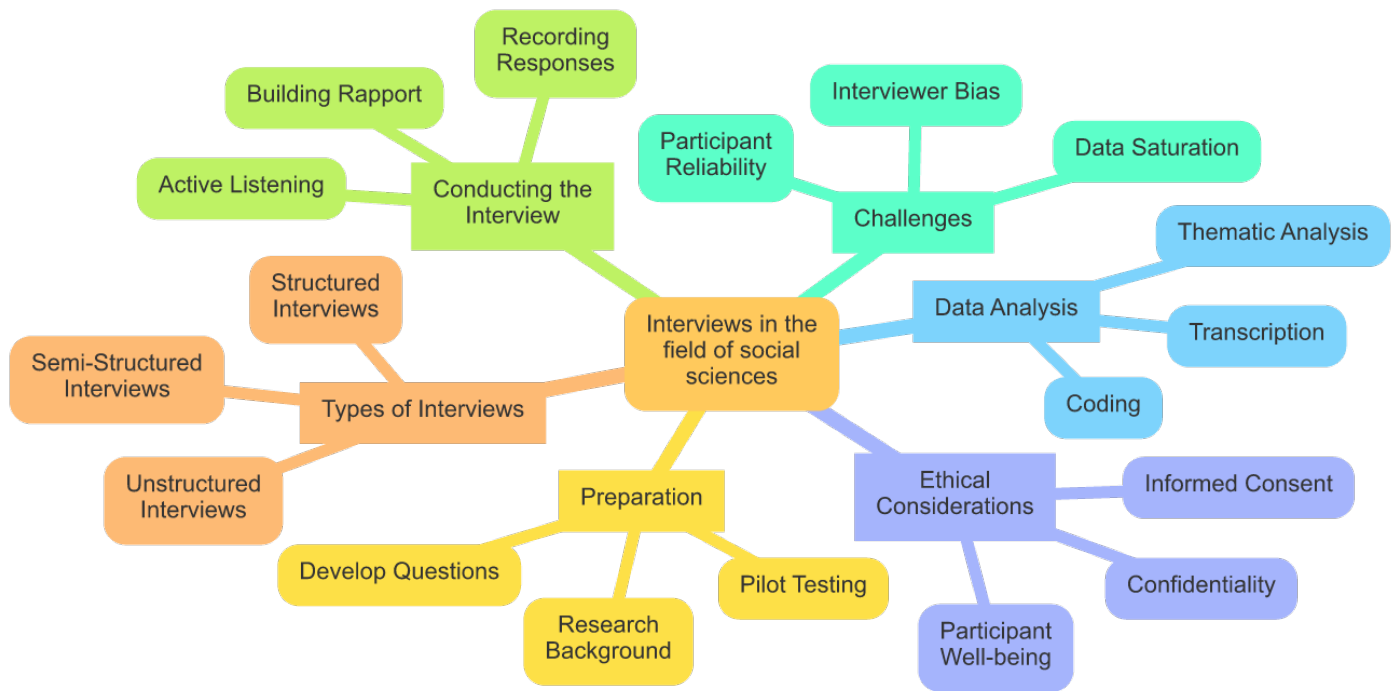 Recording
Responses
Building Rapport
Active Listening
Conducting the
Interview
Interviewer Bias
Participant
Reliability
Data Saturation
Challenges
Thematic Analysis
Data Analysis
Transcription
Coding
Structured
Interviews
Semi-Structured
Interviews
Types of Interviews
Unstructured
Interviews
Interviews in the
field of social
sciences
Preparation
Develop Questions
Research
Background
Pilot Testing
Ethical
Considerations
Informed Consent
Confidentiality
Participant
Well-being